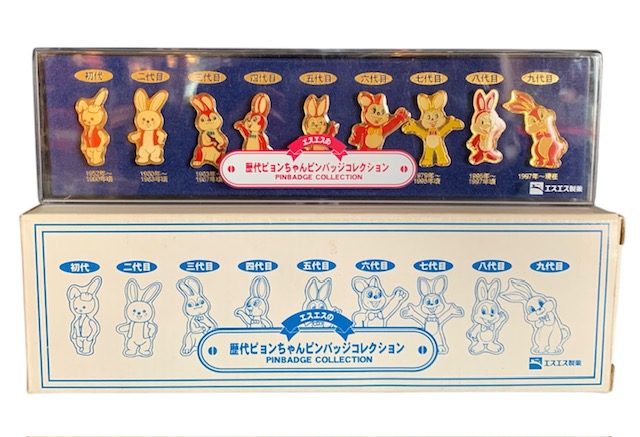 初代 二代目 三代目 四代目 五代目 六代目 七代目 八代目 九代目
エスエスの
歴代ピョンちゃんピンバッジコレクション
PINBADGE COLLECTION
1997年~現在
エスエス製薬
初代 二代目 三代目 四代目 五代目 六代目 七代目 八代目 九代目
エスエスの
歴代ピョンちゃんピンバッジコレクション
PINBADGE COLLECTION
エスエス製薬